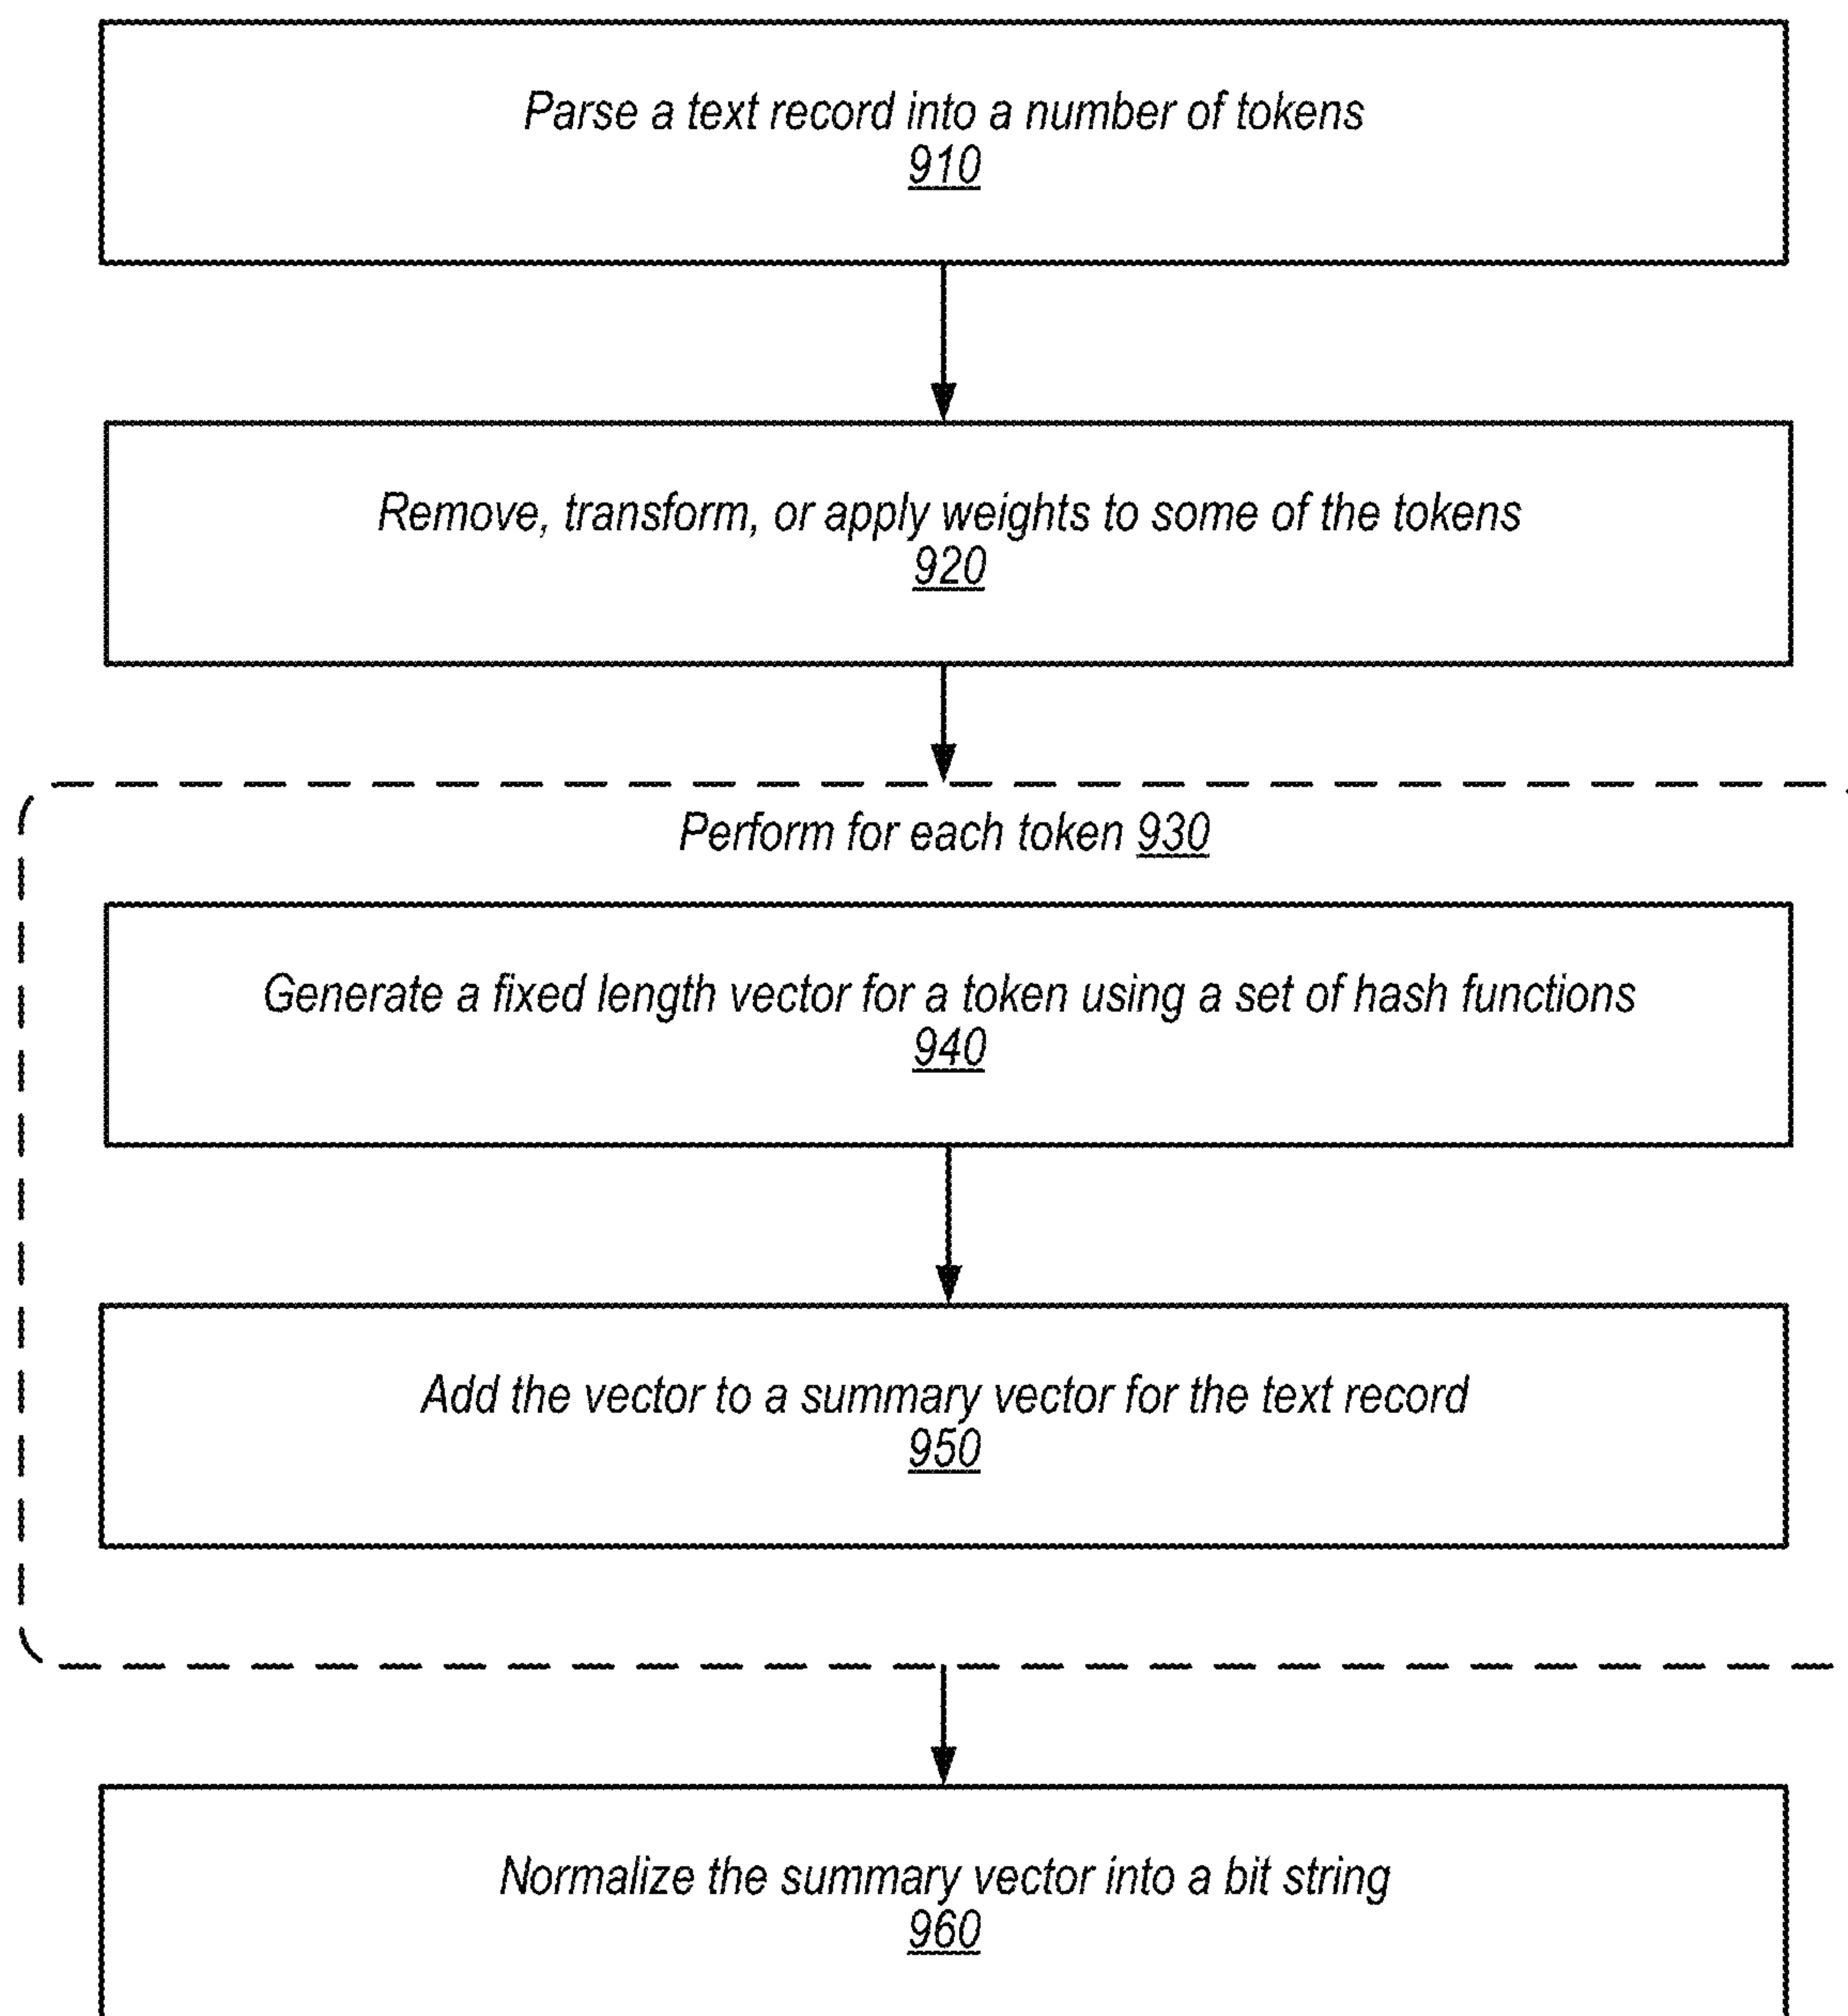 Parse a text record into a number of tokens
910
Remove, transform, or apply weights to some of the tokens
920
Perform for each token 930
Generate a fixed length vector for a token using a set of hash functions
940
Add the vector to a summary vector for the text record
950
Normalize the summary vector into a bit string
960